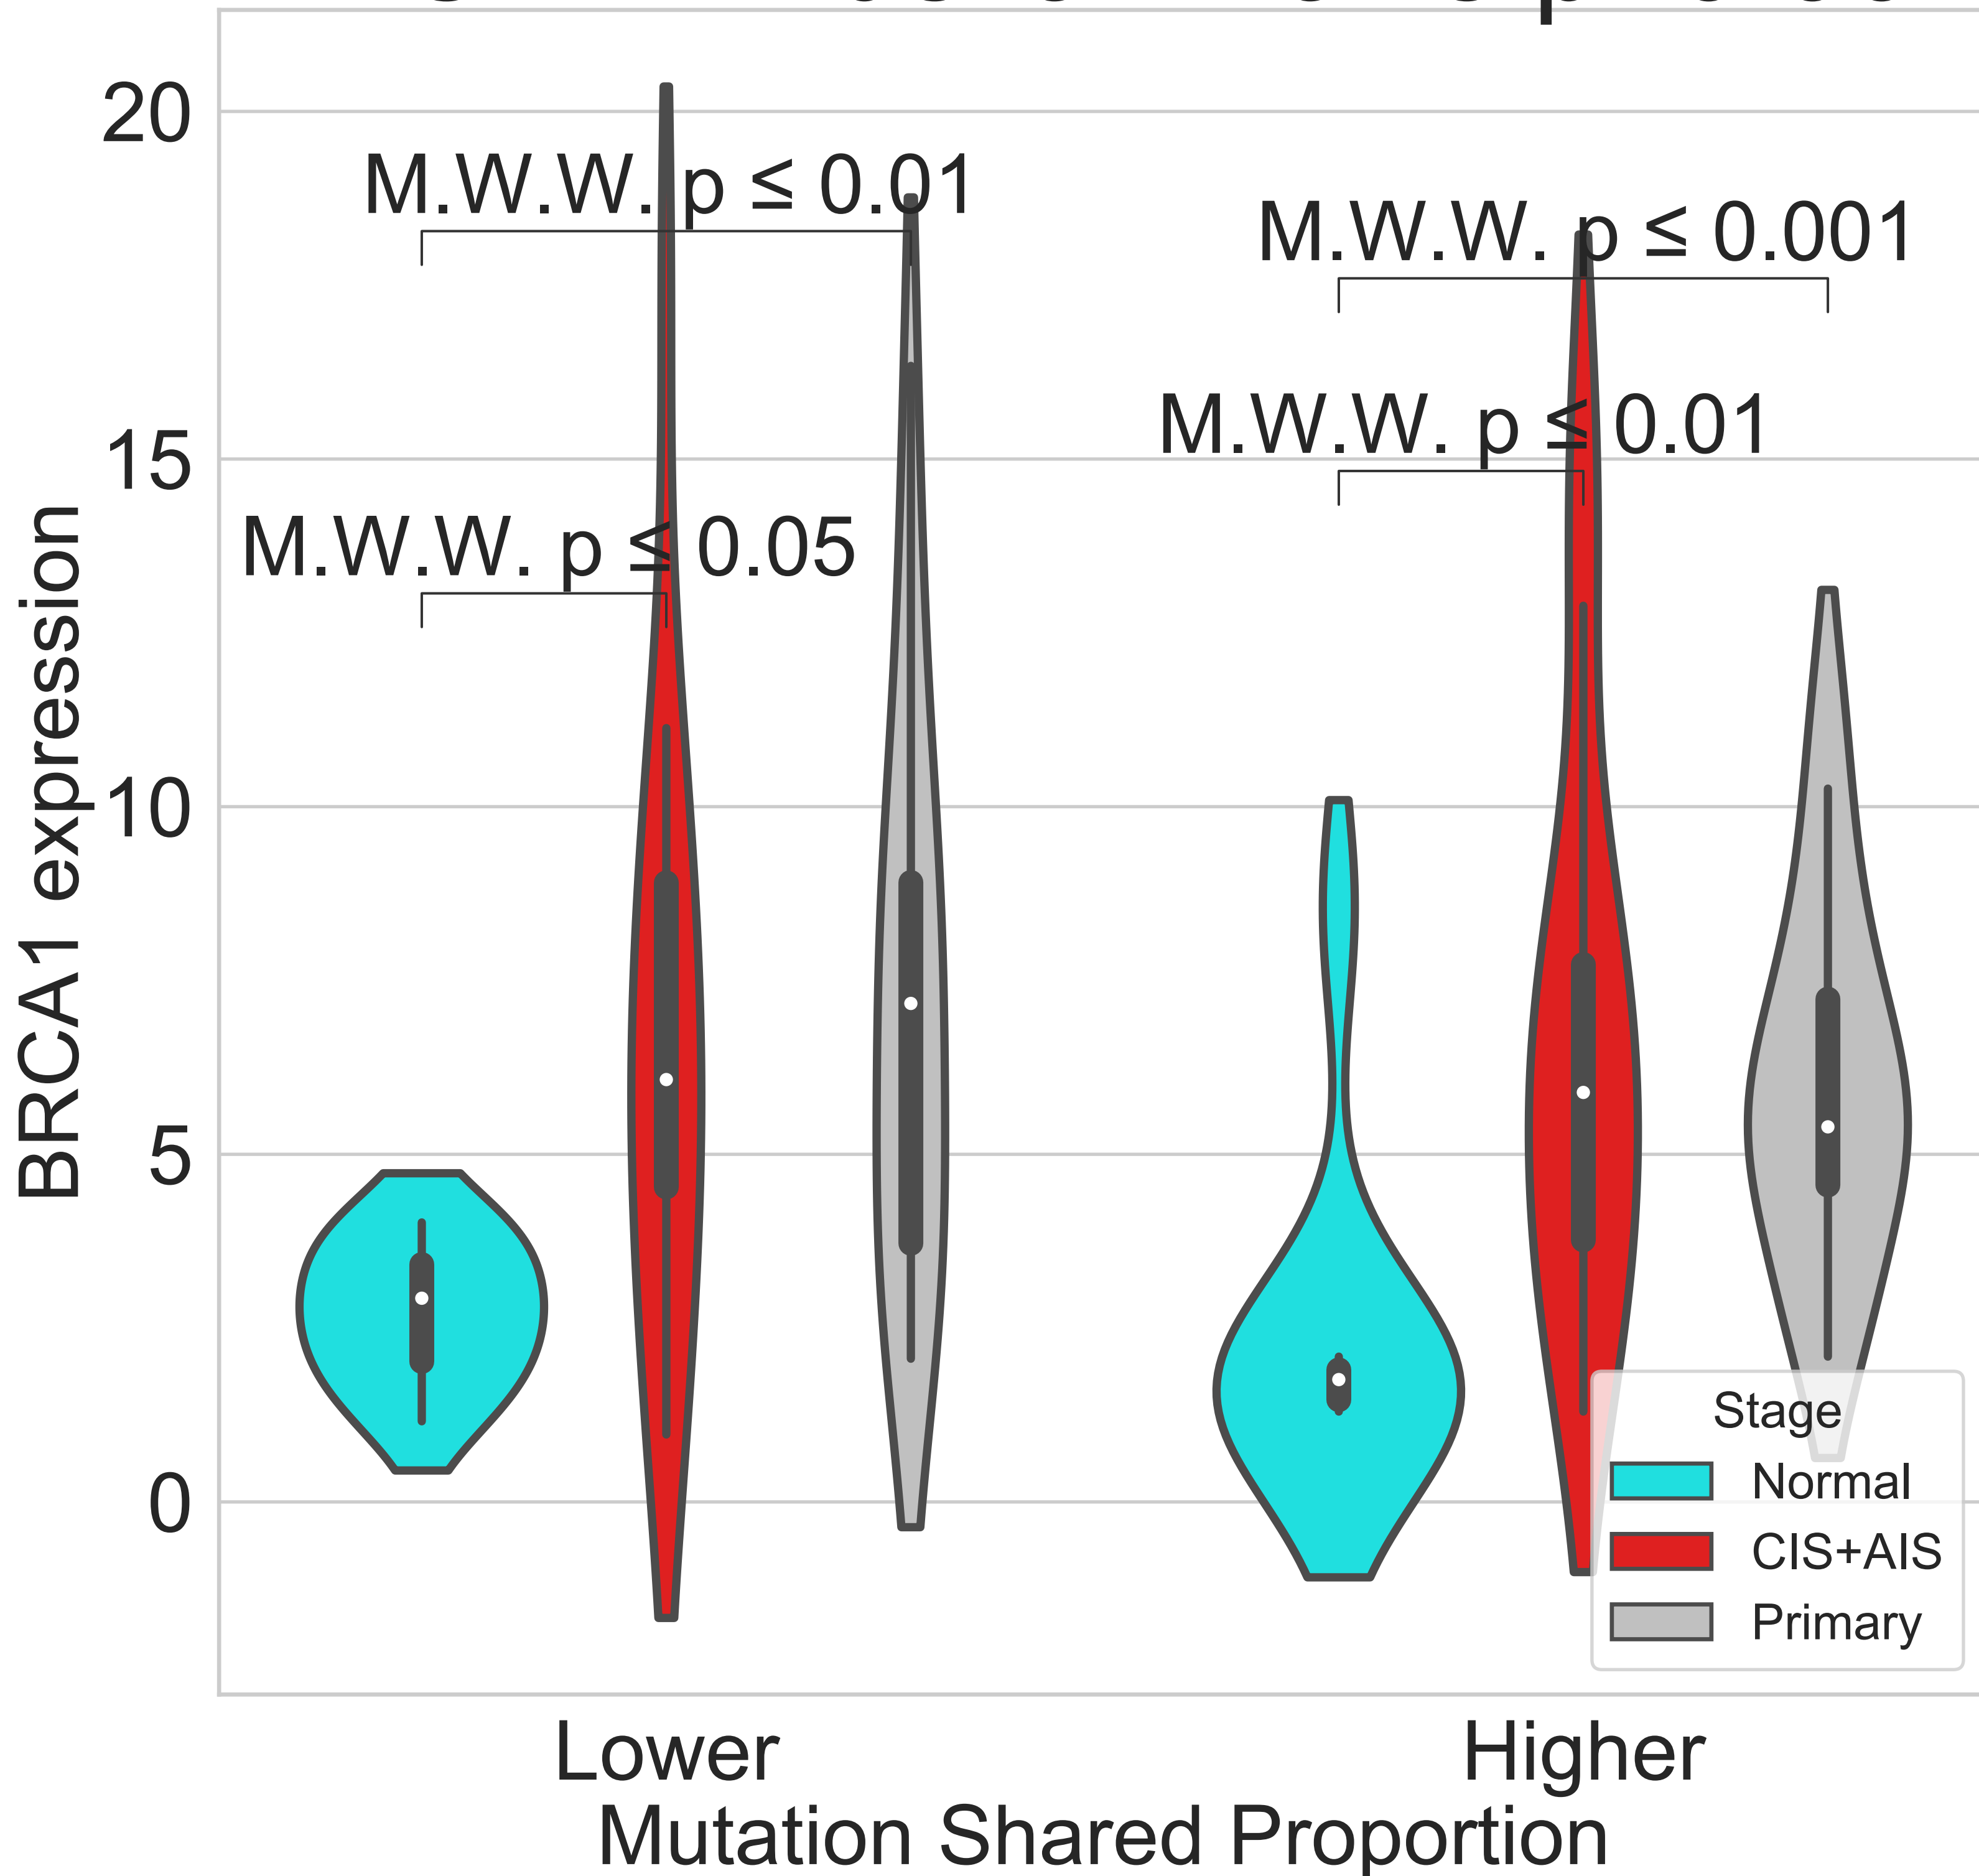 20
15
10
5
0
BRCA1 expression
M.W.W. p ≤ 0.01
M.W.W. p ≤ 0.05
M.W.W. p ≤ 0.001
M.W.W. p ≤ 0.01
Stage
Normal
CIS+AIS
Primary
Lower
Higher
Mutation Shared Proportion